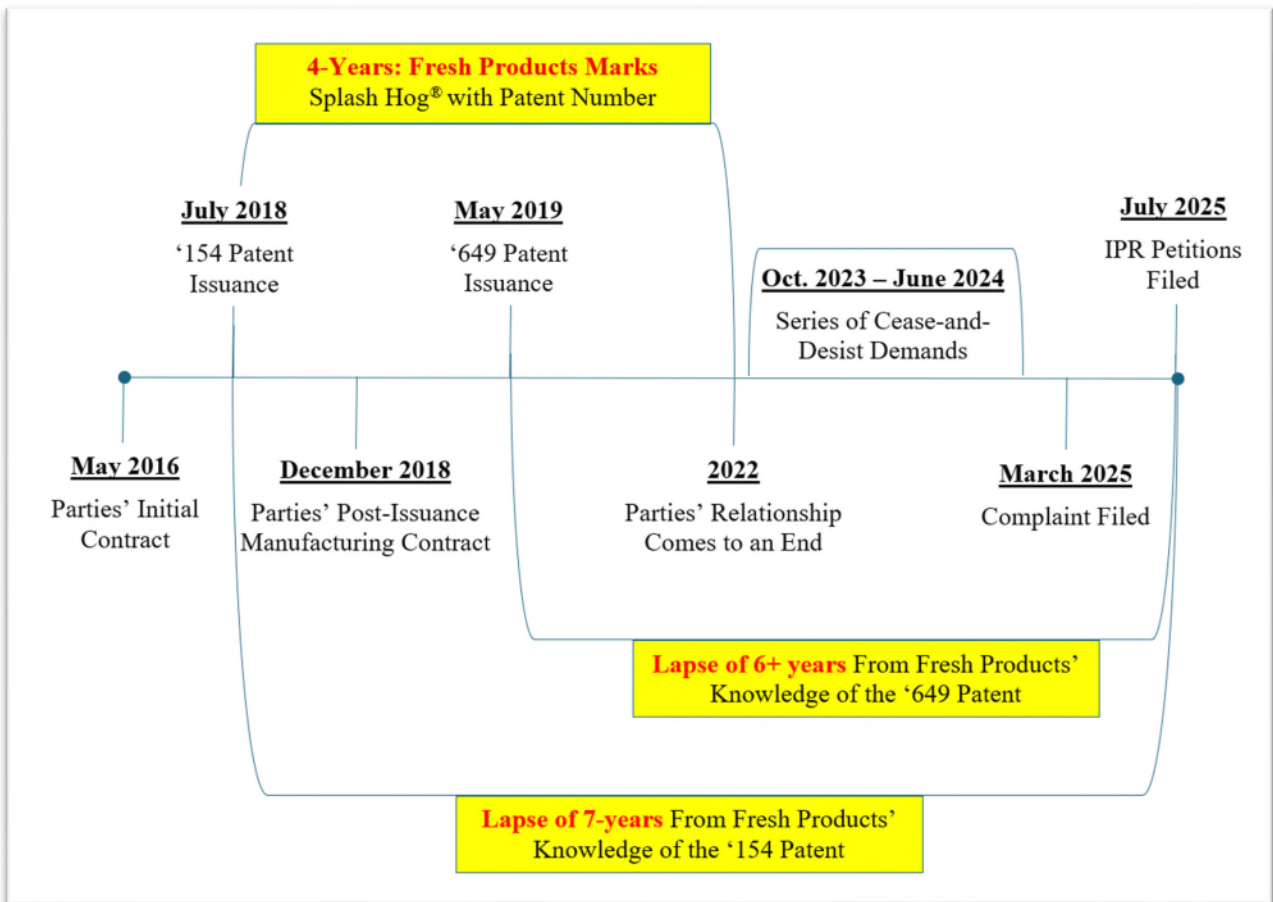 4-Years: Fresh Products Marks
Splash Hog® with Patent Number
July 2018
‘154 Patent
Issuance
May 2019
‘649 Patent
Issuance
Oct. 2023 – June 2024
Series of Cease-and-
Desist Demands
July 2025
IPR Petitions
Filed
May 2016
Parties’ Initial
Contract
December 2018
Parties’ Post-Issuance
Manufacturing Contract
2022
Parties’ Relationship
Comes to an End
March 2025
Complaint Filed
Lapse of 6+ years From Fresh Products’
Knowledge of the ‘649 Patent
Lapse of 7-years From Fresh Products’
Knowledge of the ‘154 Patent